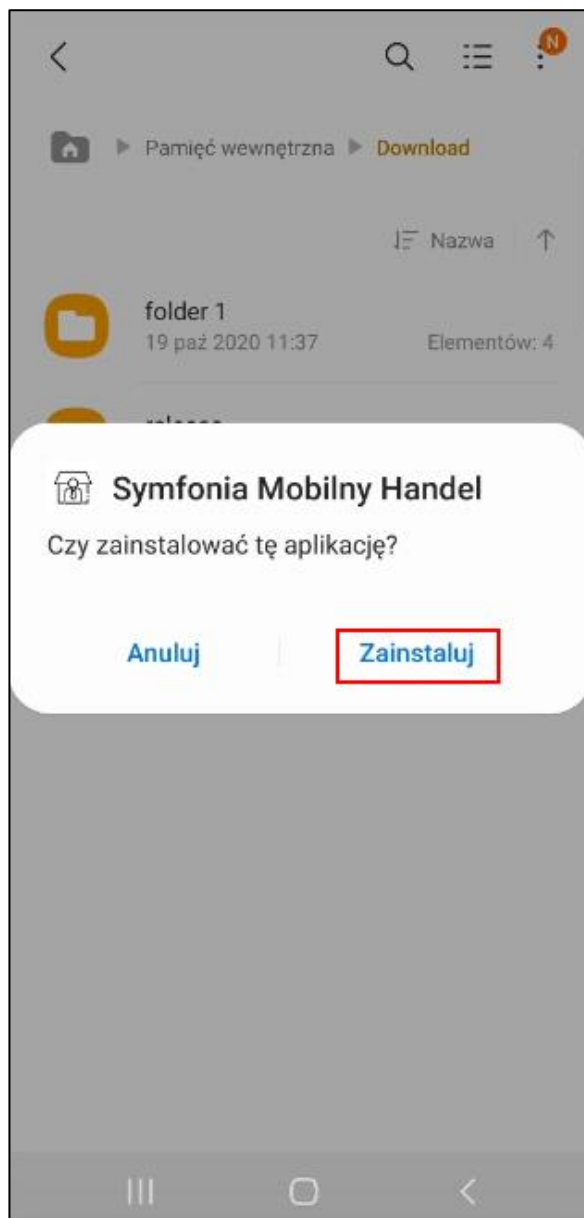 N
Pamięć wewnętrzna Download
Nazwa
folder 1
19 paź 2020 11:37 Elementów: 4
Symfonia Mobilny Handel
Czy zainstalować tę aplikację?
Anuluj Zainstaluj